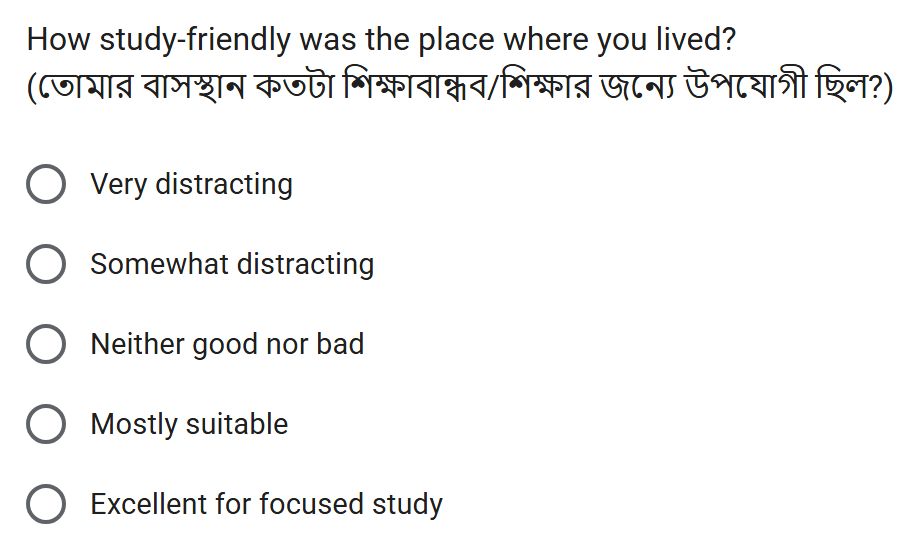 How study-friendly was the place where you lived?
(তোমার বাসস্থান কতটা শিক্ষাবান্ধব/শিক্ষার জন্যে উপযোগী ছিল?)
Very distracting
Somewhat distracting
Neither good nor bad
Mostly suitable
Excellent for focused study